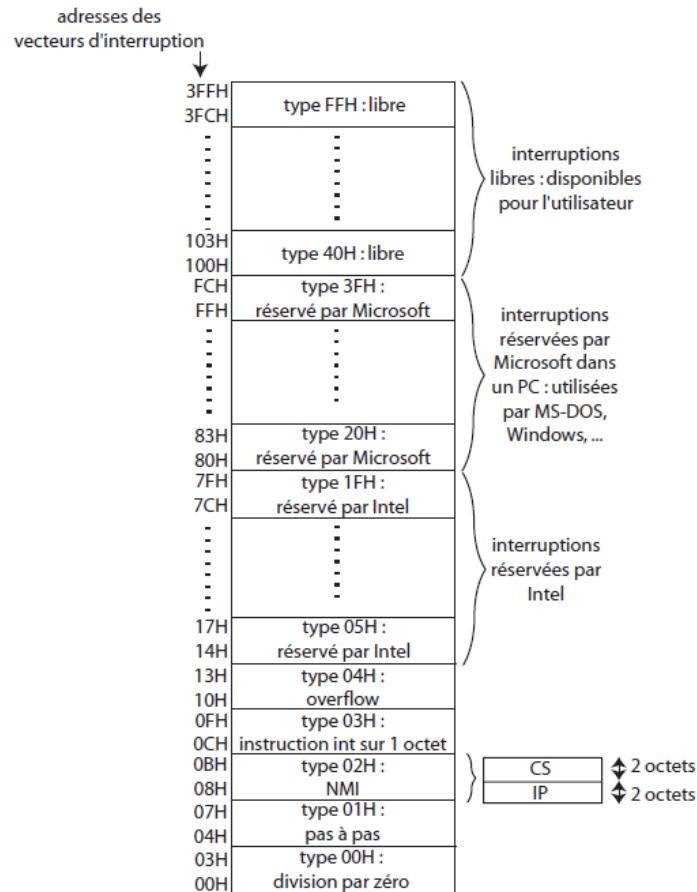 adresses des
vecteurs d'interruption
3FFH
type FFH : libre
3FCH
interruptions
libres : disponibles
pour l'utilisateur
103H
type 40H : libre
100H
FCH
type 3FH :
FFH
réservé par Microsoft
interruptions
réservées par
Microsoft dans
un PC : utilisées
par MS-DOS,
Windows, ...
83H
type 20H :
80H
réservé par Microsoft
7FH
type 1FH :
7CH
réservé par Intel
interruptions
réservées par
Intel
17H
type 05H :
14H
réservé par Intel
13H
type 04H :
10H
overflow
0FH
type 03H :
0CH
instruction int sur 1 octet
0BH
type 02H :
08H
NMI
CS
2 octets
IP
2 octets
07H
type 01H :
04H
pas à pas
03H
type 00H :
00H
division par zéro